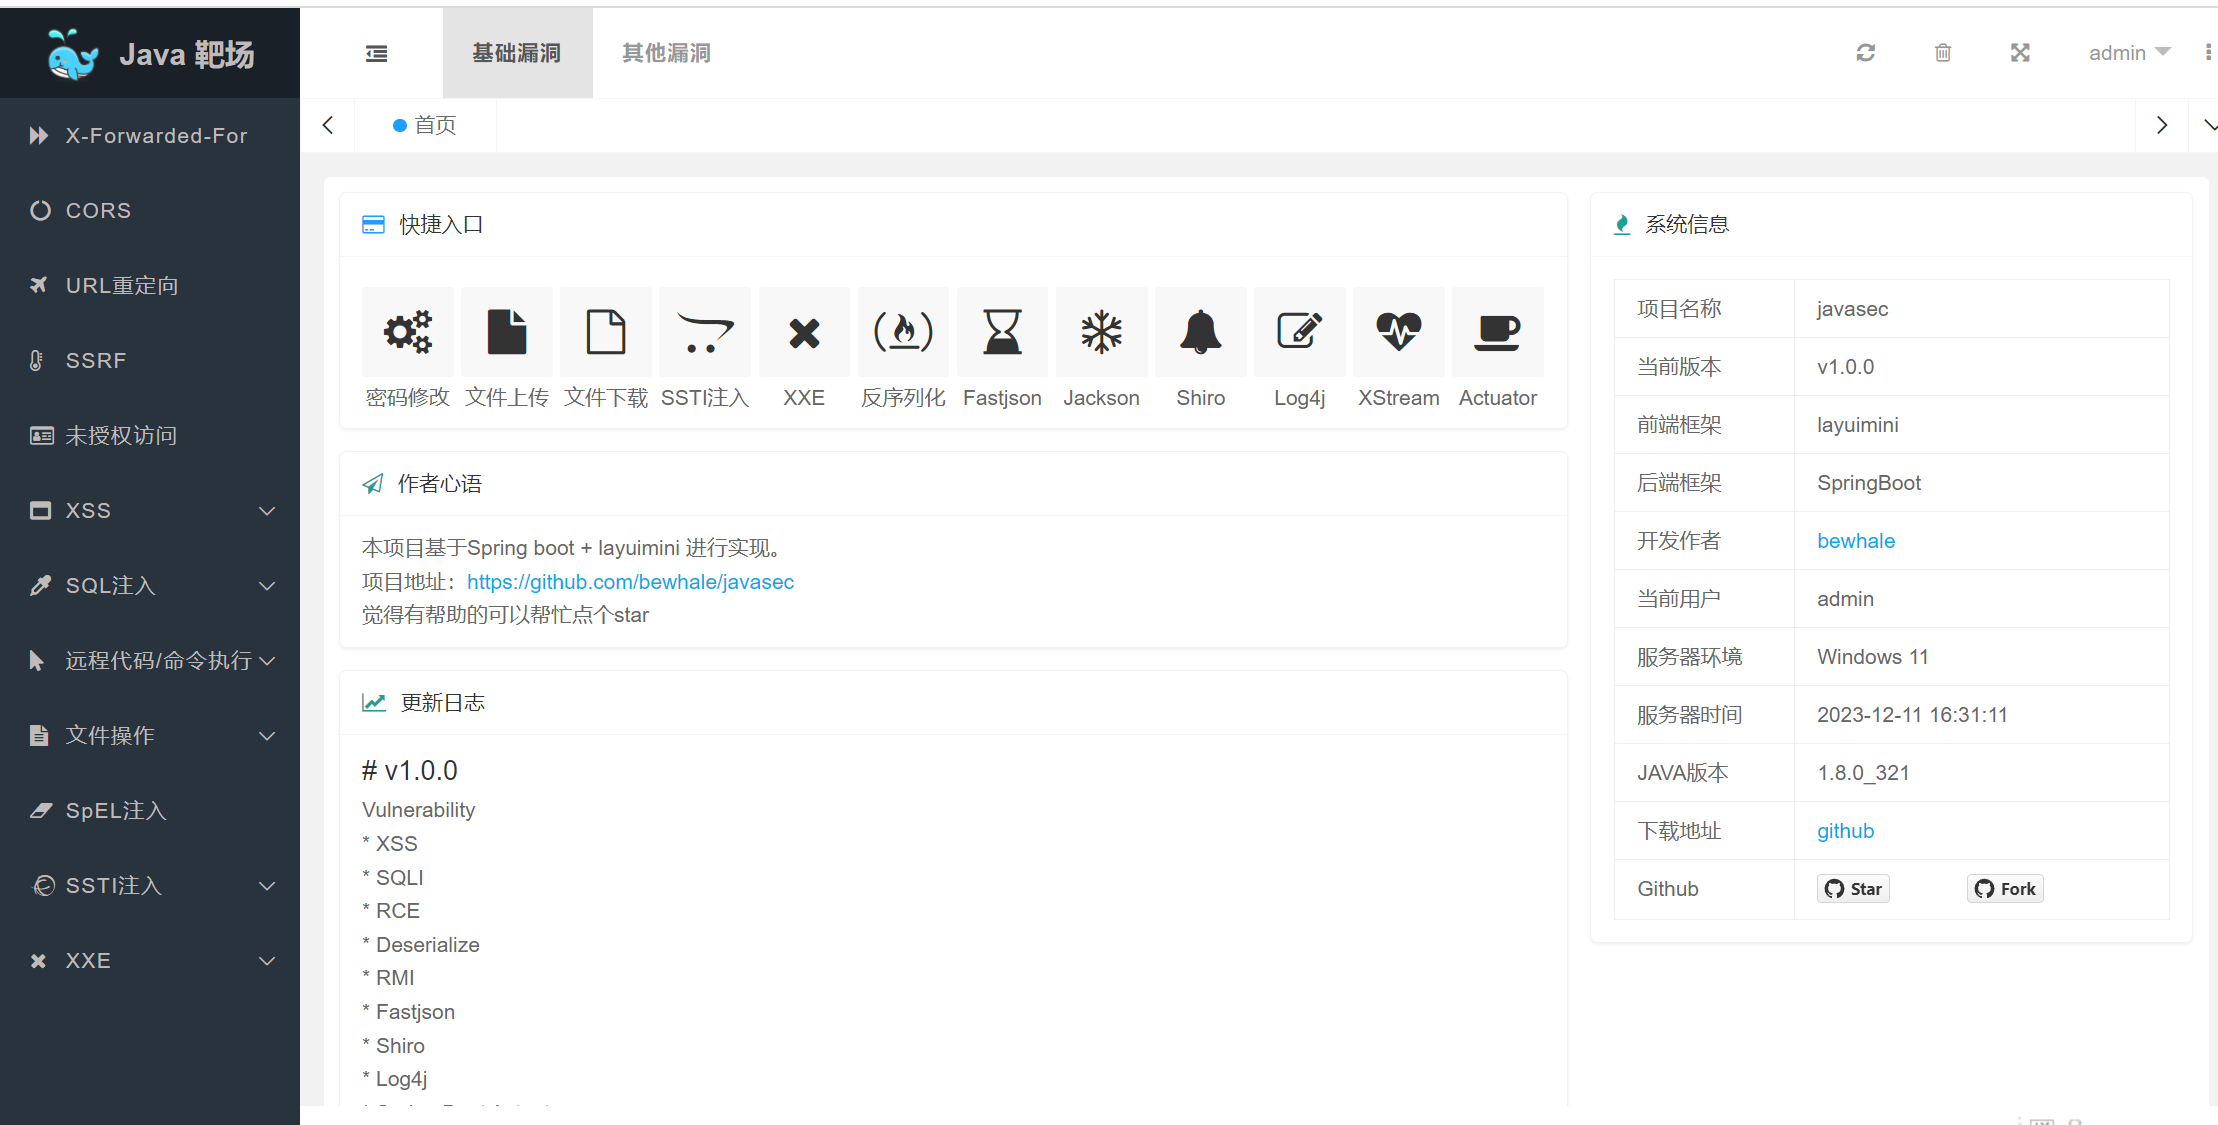 Java 靶场
基础漏洞
其他漏洞
admin
X-Forwarded-For
CORS
URL重定向
SSRF
未授权访问
XSS
SQL注入
远程代码/命令执行
文件操作
SpEL注入
SSTI注入
XXE
首页
快捷入口
密码修改
文件上传
文件下载
SSTI注入
XXE
反序列化
Fastjson
Jackson
Shiro
Log4j
XStream
Actuator
作者心语
本项目基于Spring boot + layuimini 进行实现。
项目地址：https://github.com/bewhale/javasec
觉得有帮助的可以帮忙点个star
更新日志
# v1.0.0
Vulnerability
* XSS
* SQLI
* RCE
* Deserialize
* RMI
* Fastjson
* Shiro
* Log4j
系统信息
项目名称 javasec
当前版本 v1.0.0
前端框架 layuimini
后端框架 SpringBoot
开发作者 bewhale
当前用户 admin
服务器环境 Windows 11
服务器时间 2023-12-11 16:31:11
JAVA版本 1.8.0_321
下载地址 github
Github Star Fork